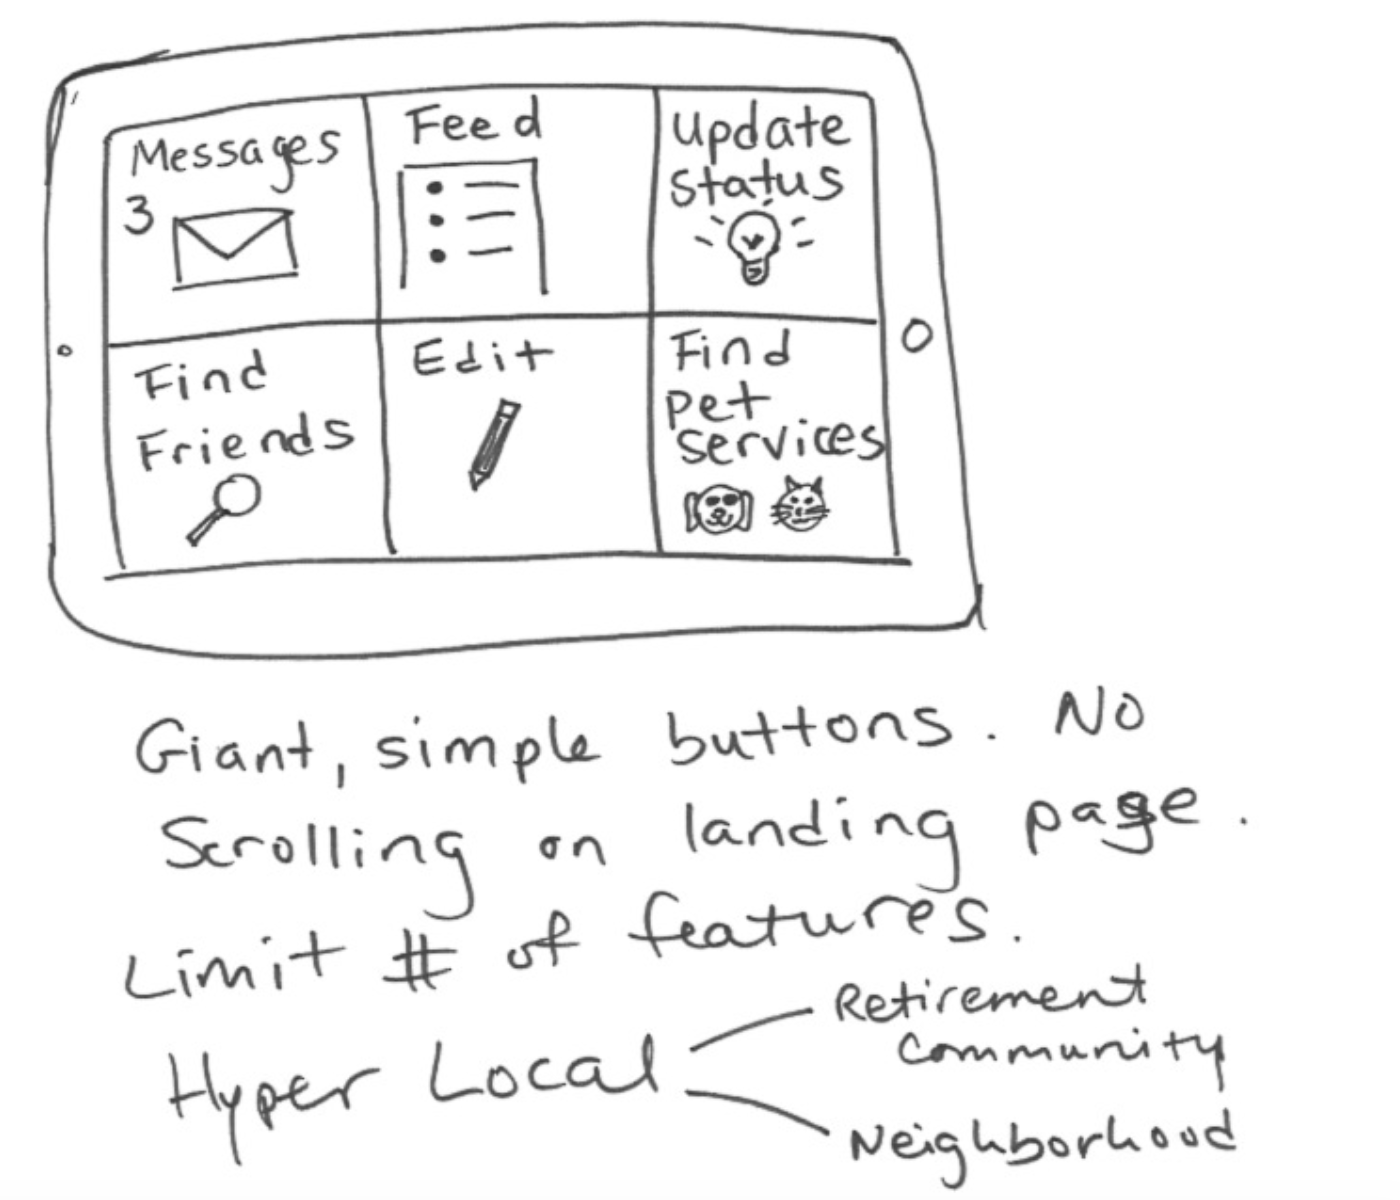 Messages
3
Feed
Update
Status
Find
Friends
Edit
Find
pet
services
Giant, simple buttons. No
Scrolling on landing page.
Limit # of features.
Hyper Local
Retirement
Community
Neighborhood